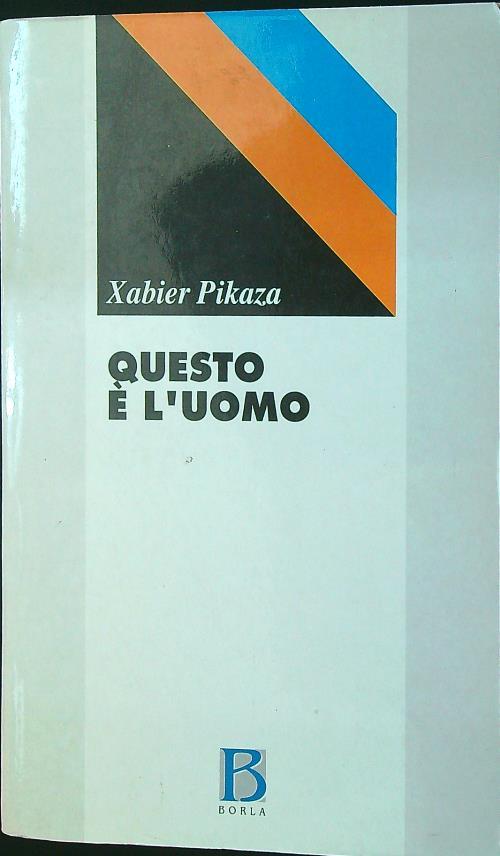 Xabier Pikaza
QUESTO
È L'UOMO
B
BORLA